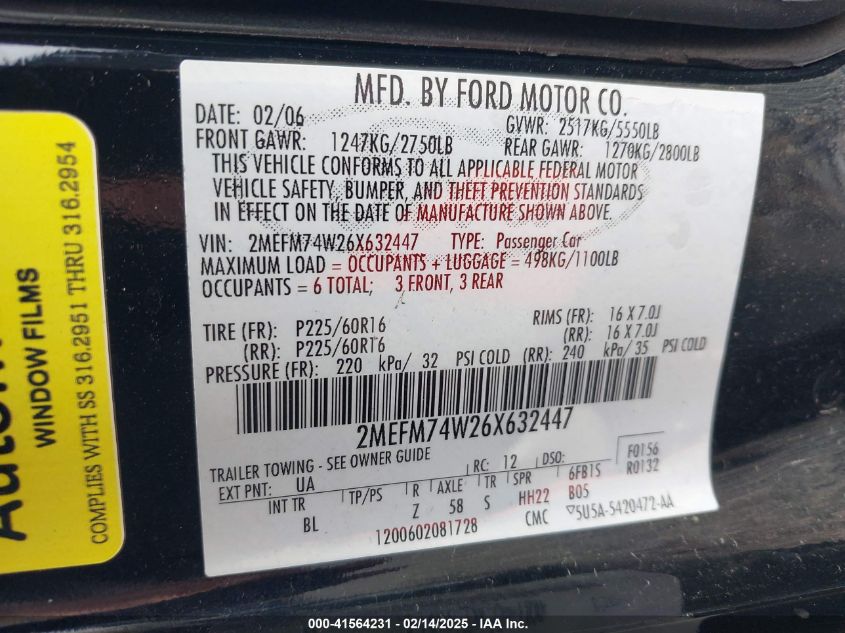 MFD. BY FORD MOTOR CO.
DATE: 02/06 GVWR: 2517KG/5550LB
FRONT GAWR: 1247KG/2750LB REAR GAWR: 1270KG/2800LB
THIS VEHICLE CONFORMS TO ALL APPLICABLE FEDERAL MOTOR
VEHICLE SAFETY, BUMPER, AND THEFT PREVENTION STANDARDS
IN EFFECT ON THE DATE OF MANUFACTURE SHOWN ABOVE.
VIN: 2MEFM74W26X632447 TYPE: Passenger Car
MAXIMUM LOAD = OCCUPANTS + LUGGAGE = 498KG/1100LB
OCCUPANTS = 6 TOTAL; 3 FRONT, 3 REAR
TIRE (FR): P225/60R16 RIMS (FR): 16 X 7.0J
(RR): P225/60R16 (RR): 16 X 7.0J
PRESSURE (FR): 220 kPa/ 32 PSI COLD (RR): 240 kPa/35 PSI COLD
2MEFM74W26X632447
TRAILER TOWING - SEE OWNER GUIDE RC: 12 DSO: F0156
EXT PNT: UA 6FB15 R0132
INT TR TP/PS R AXLE TR SPR B05
BL Z 58 S HH22
1200602081728 CMC ▽5U5A-5420472-AA
WINDOW FILMS
COMPLIES WITH SS 316.2951 THRU 316.2954
000-41564231 - 02/14/2025 - IAA Inc.